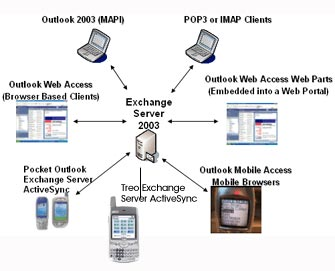 Outlook 2003 (MAPI)
POP3 or IMAP Clients
Outlook Web Access
(Browser Based Clients)
Exchange
Server
2003
Outlook Web Access Web Parts
(Embedded into a Web Portal)
Pocket Outlook
Exchange Server
ActiveSync
Treo Exchange
Server ActiveSync
Outlook Mobile Access
Mobile Browsers